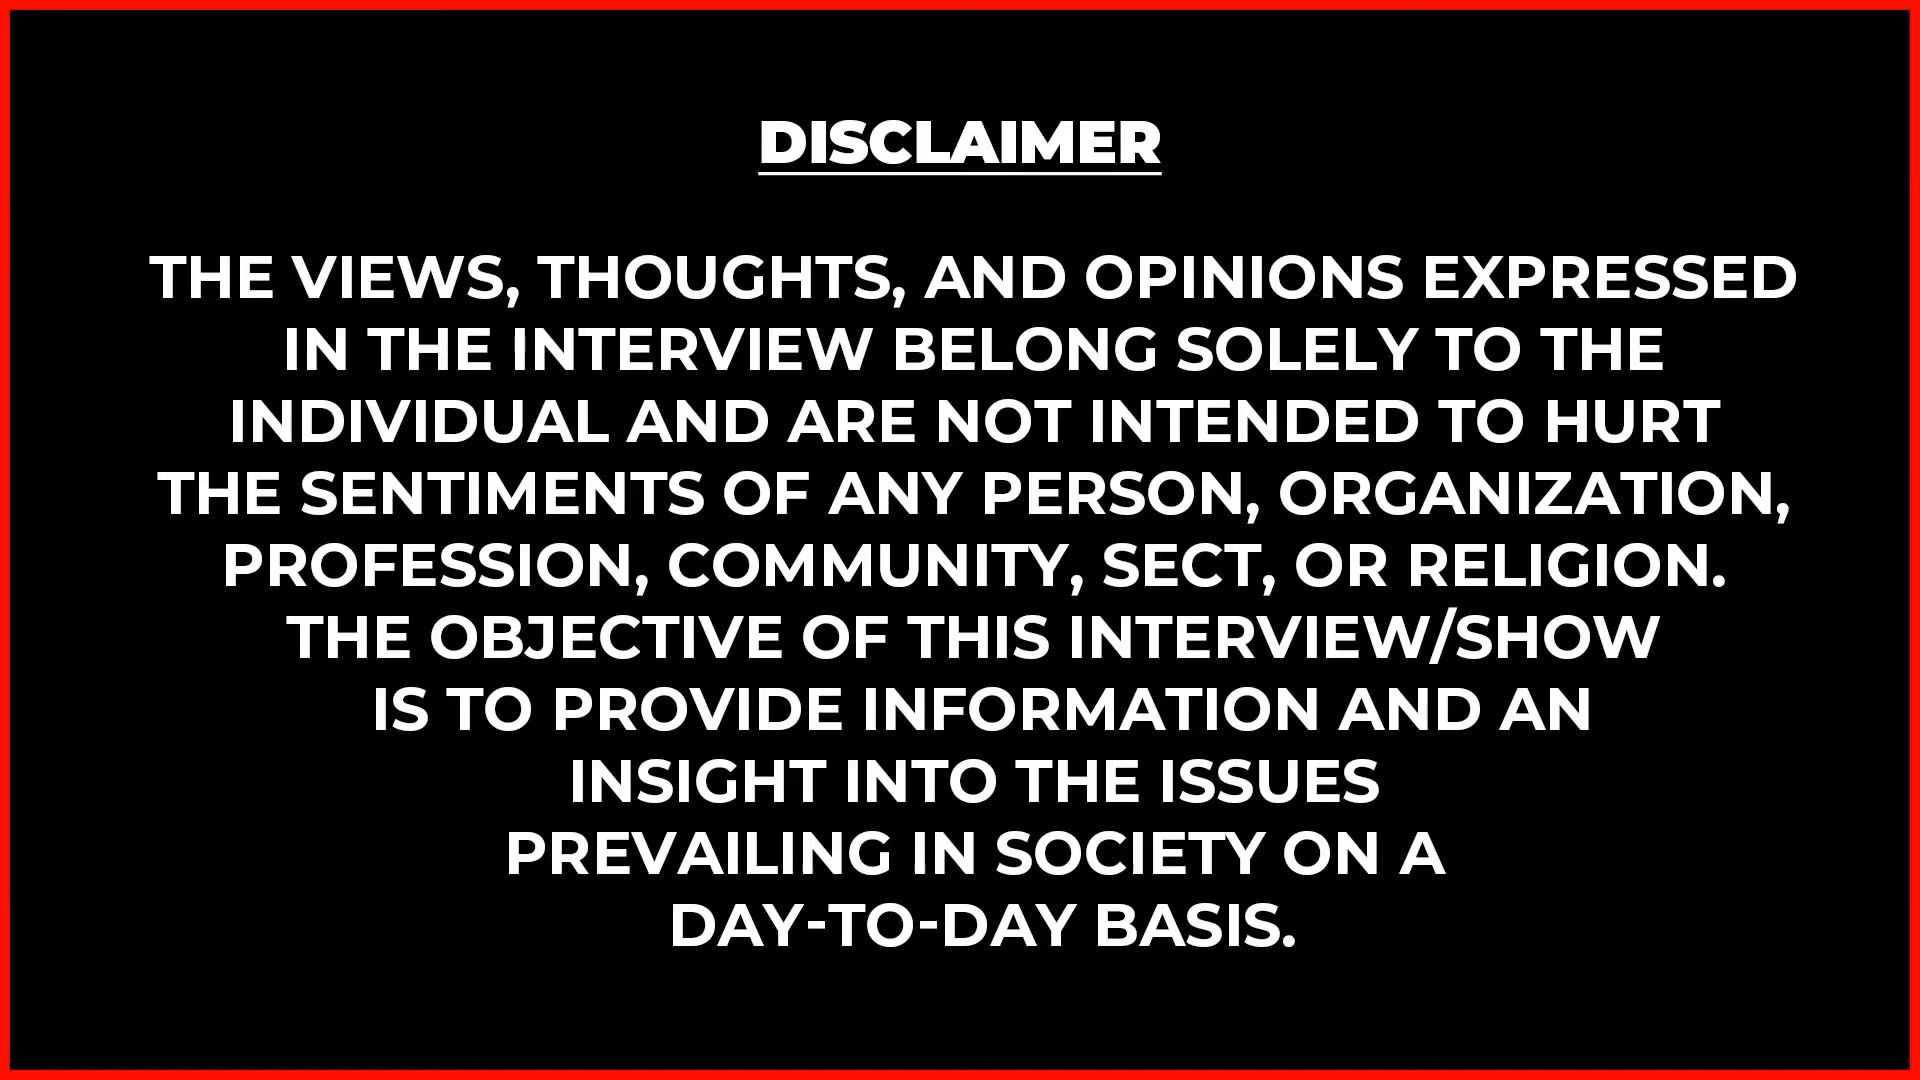 DISCLAIMER
THE VIEWS, THOUGHTS, AND OPINIONS EXPRESSED
IN THE INTERVIEW BELONG SOLELY TO THE
INDIVIDUAL AND ARE NOT INTENDED TO HURT
THE SENTIMENTS OF ANY PERSON, ORGANIZATION,
PROFESSION, COMMUNITY, SECT, OR RELIGION.
THE OBJECTIVE OF THIS INTERVIEW/SHOW
IS TO PROVIDE INFORMATION AND AN
INSIGHT INTO THE ISSUES
PREVAILING IN SOCIETY ON A
DAY-TO-DAY BASIS.